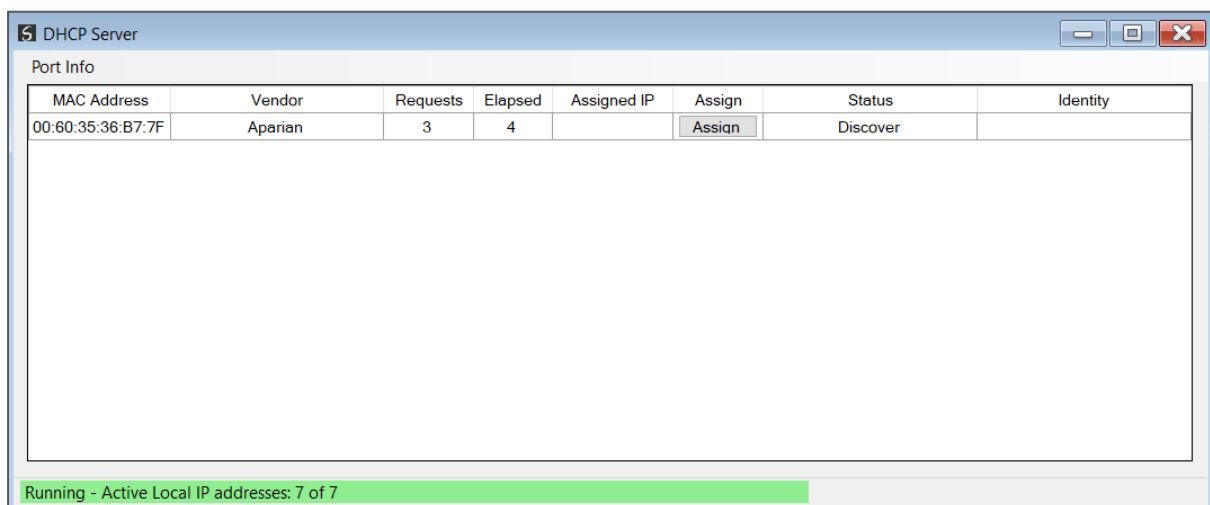 DHCP Server
Port Info
MAC Address Vendor Requests Elapsed Assigned IP Assign Status Identity
00:60:35:36:B7:7F Aparian 3 4 Assign Discover
Running - Active Local IP addresses: 7 of 7